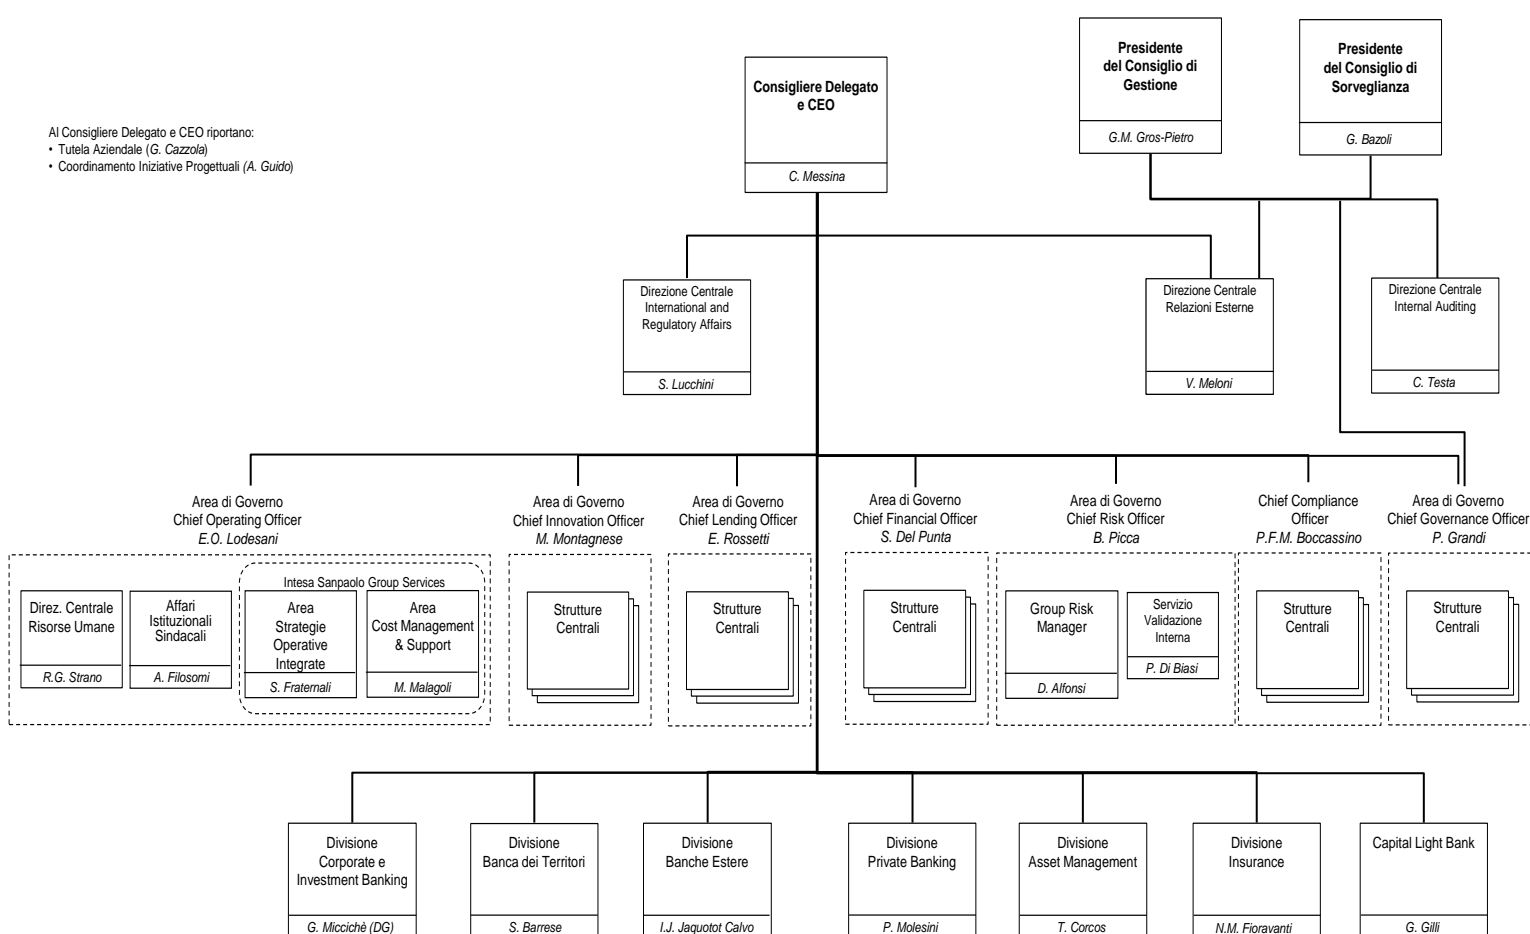 Presidente
del Consiglio di
Gestione
G.M. Gros-Pietro
Presidente
del Consiglio di
Sorveglianza
G. Bazoli
Consigliere Delegato
e CEO
C. Messina
Al Consigliere Delegato e CEO riportano:
• Tutela Aziendale (G. Cazzola)
• Coordinamento Iniziative Progettuali (A. Guido)
Direzione Centrale
International and
Regulatory Affairs
S. Lucchini
Direzione Centrale
Relazioni Esterne
V. Meloni
Direzione Centrale
Internal Auditing
C. Testa
Area di Governo
Chief Operating Officer
E.O. Lodesani
Area di Governo
Chief Innovation Officer
M. Montagnese
Area di Governo
Chief Lending Officer
E. Rossetti
Area di Governo
Chief Financial Officer
S. Del Punta
Area di Governo
Chief Risk Officer
B. Picca
Chief Compliance
Officer
P.F.M. Boccassino
Area di Governo
Chief Governance Officer
P. Grandi
Direz. Centrale
Risorse Umane
R.G. Strano
Affari
Istituzionali
Sindacali
A. Filosomi
Intesa Sanpaolo Group Services
Area
Strategie
Operative
Integrate
S. Fraternali
Area
Cost Management
& Support
M. Malagoli
Strutture
Centrali
Strutture
Centrali
Strutture
Centrali
Group Risk
Manager
D. Alfonsi
Servizio
Validazione
Interna
P. Di Biasi
Strutture
Centrali
Strutture
Centrali
Divisione
Corporate e
Investment Banking
G. Miccichè (DG)
Divisione
Banca dei Territori
S. Barrese
Divisione
Banche Estere
I.J. Jaquotot Calvo
Divisione
Private Banking
P. Molesini
Divisione
Asset Management
T. Corcos
Divisione
Insurance
N.M. Fioravanti
Capital Light Bank
G. Gilli